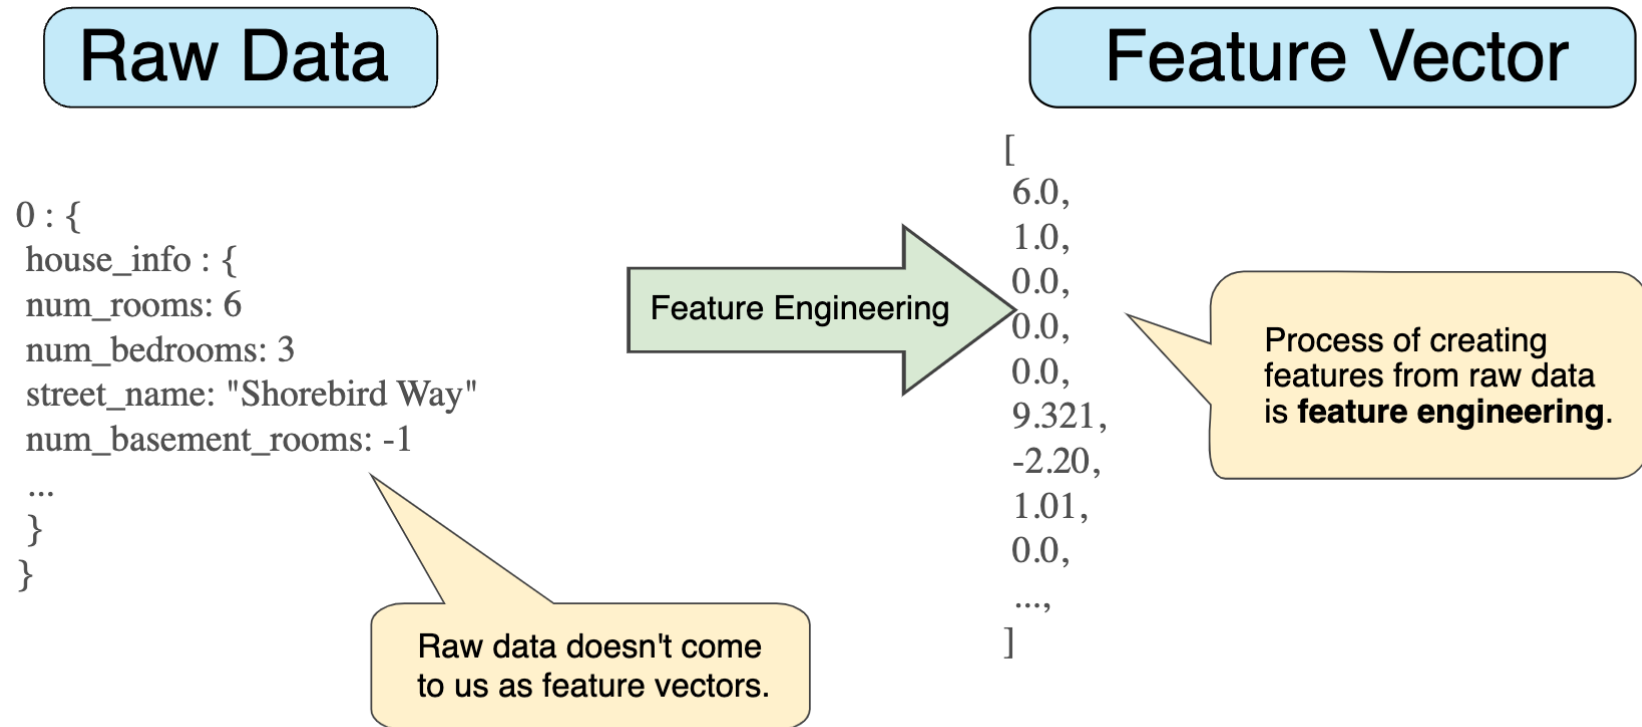 Raw Data
0 : {
house_info : {
num_rooms: 6
num_bedrooms: 3
street_name: "Shorebird Way"
num_basement_rooms: -1
...
}
}
Raw data doesn't come
to us as feature vectors.
Feature Engineering
Feature Vector
[
6.0,
1.0,
0.0,
0.0,
0.0,
9.321,
-2.20,
1.01,
0.0,
...,
]
Process of creating
features from raw data
is feature engineering.